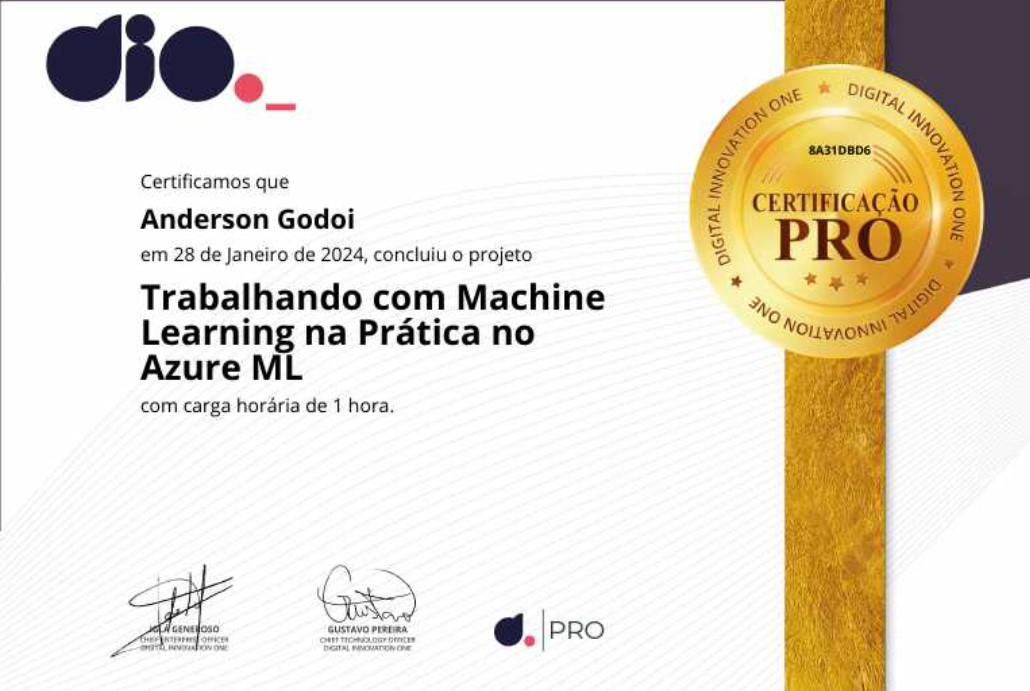 dio._
Certificamos que
Anderson Godoi
em 28 de Janeiro de 2024, concluiu o projeto
Trabalhando com Machine
Learning na Prática no
Azure ML
com carga horária de 1 hora.
DIGITAL INNOVATION ONE ★ DIGITAL INNOVATION ONE ★ DIGITAL INNOVATION ONE ★
8A31DBD6
CERTIFICAÇÃO
PRO
IGLÁ GENEROSO
CHIEF ENTERPRISE OFFICER
DIGITAL INNOVATION ONE
Gustavo
GUSTAVO PEREIRA
CHIEF TECHNOLOGY OFFICER
DIGITAL INNOVATION ONE
d. | PRO